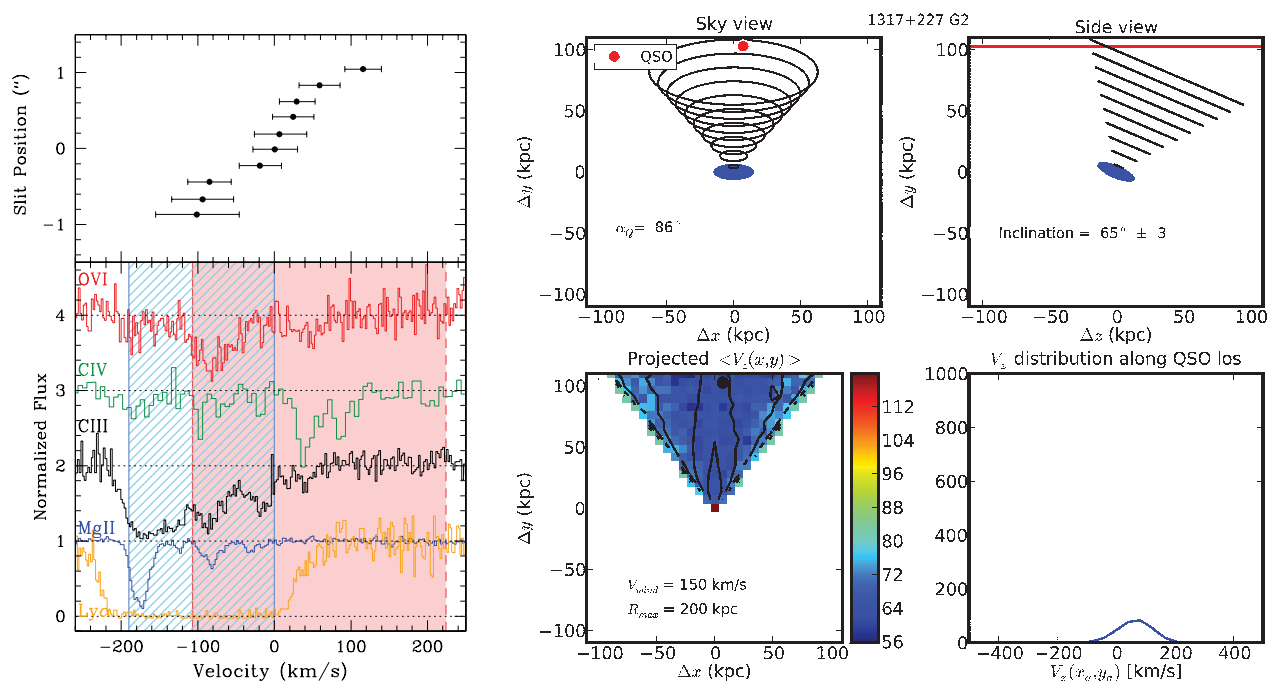 1317+227 G2
Slit Position (″)
1
0
−1
OVI
CIV
CIII
MgII
Lyα
Normalized Flux
4
3
2
1
0
−200 −100 0 100 200
Velocity (km/s)
Sky view
QSO
α_Q= 86°
100
50
0
−50
−100
Δy (kpc)
−100 −50 0 50 100
Δx (kpc)
Side view
Inclination = 65° ± 3
100
50
0
−50
−100
Δy (kpc)
−100 −50 0 50 100
Δz (kpc)
Projected <V_z(x,y)>
V_wind = 150 km/s
R_max = 200 kpc
100
50
0
−50
−100
Δy (kpc)
−100 −50 0 50 100
Δx (kpc)
112
104
96
88
80
72
64
56
V_z distribution along QSO los
1000
800
600
400
200
0
−400 −200 0 200 400
V_z(x_q,y_q) [km/s]